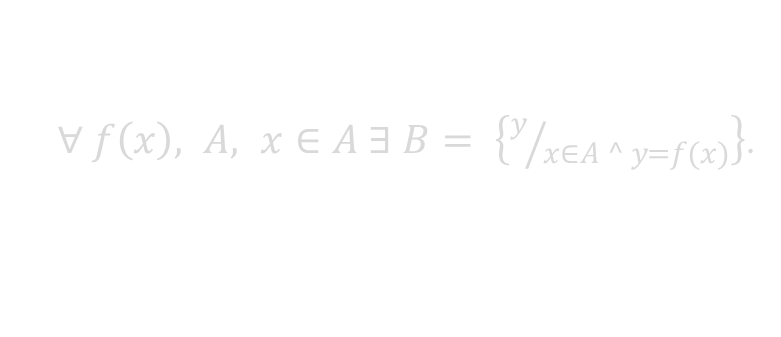 ∀ f(x), A, x ∈ A ∃ B = {y/x∈A ^ y=f(x)}.